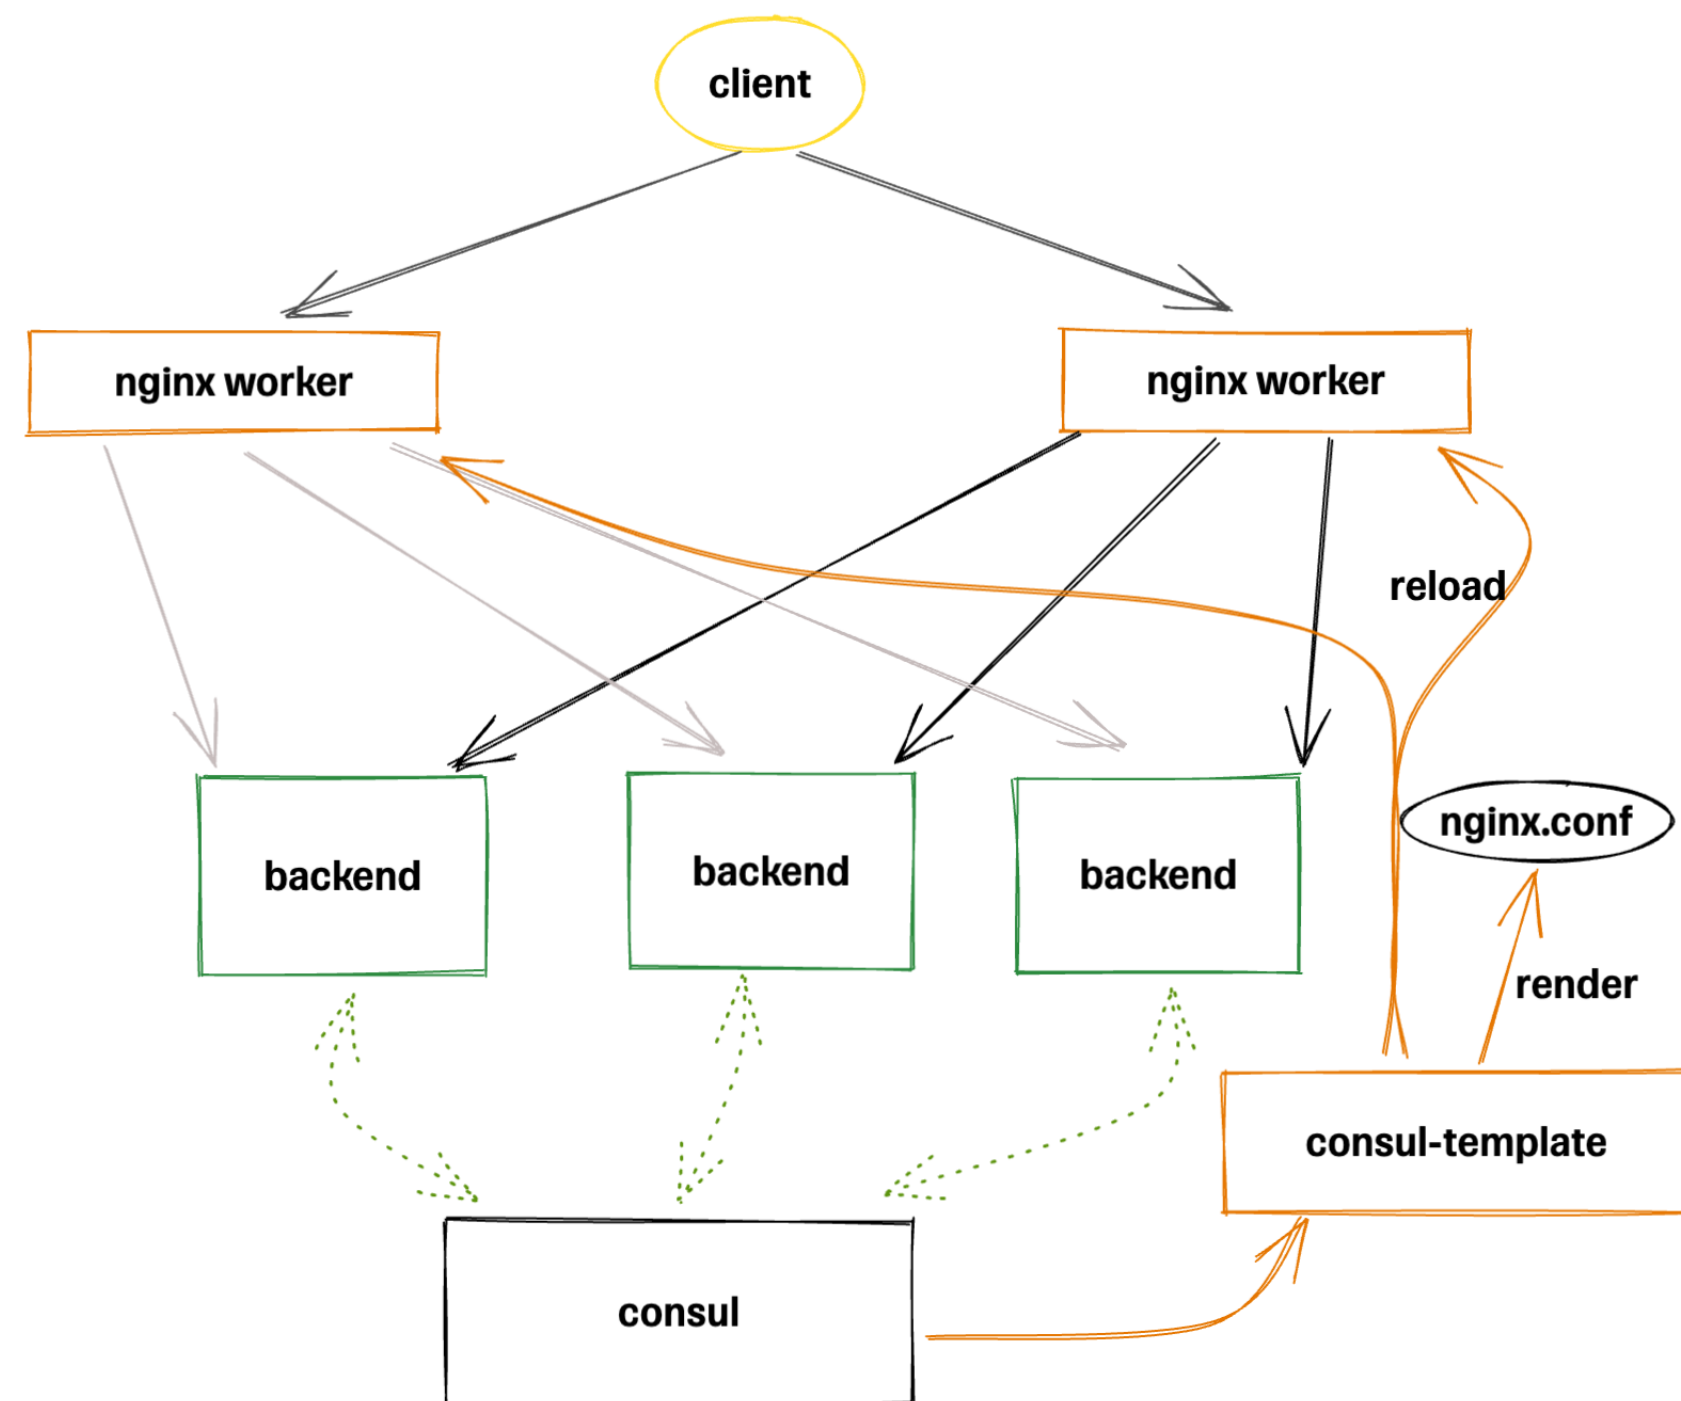 client
nginx worker
nginx worker
reload
nginx.conf
backend
backend
backend
render
consul-template
consul